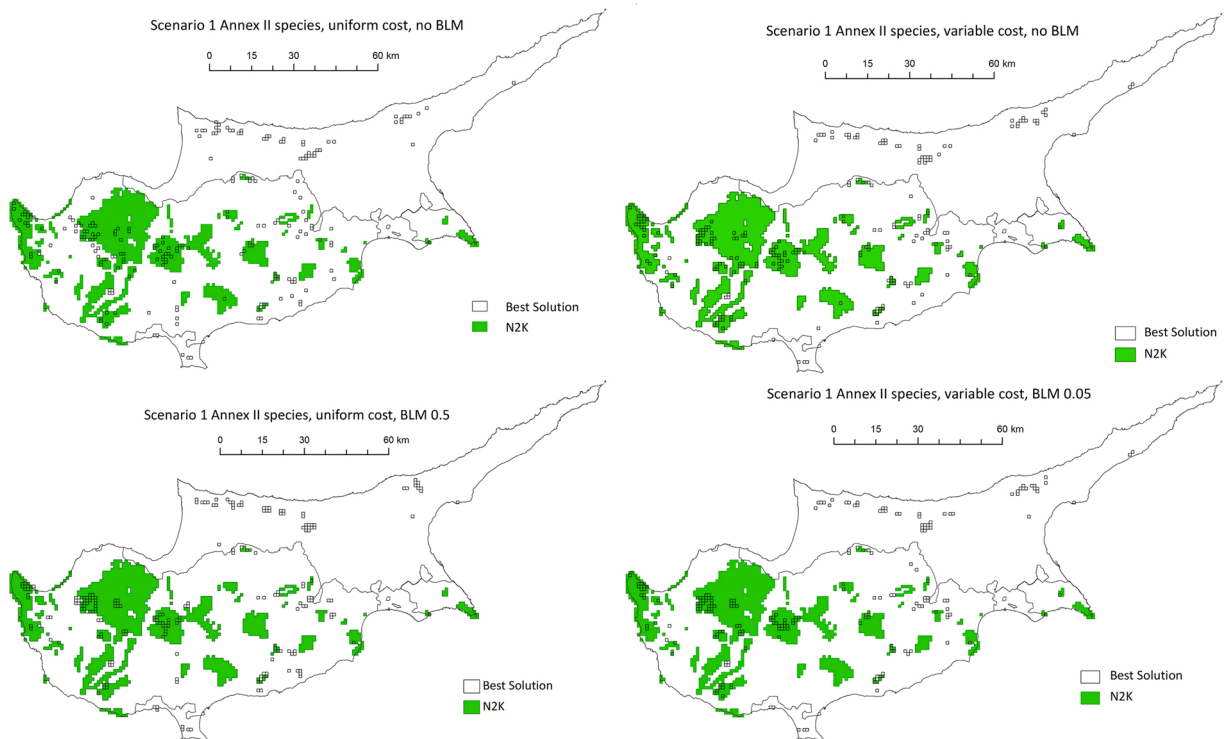 Scenario 1 Annex II species, uniform cost, no BLM
0 15 30 60 km
Best Solution
N2K
Scenario 1 Annex II species, variable cost, no BLM
0 15 30 60 km
Best Solution
N2K
Scenario 1 Annex II species, uniform cost, BLM 0.5
0 15 30 60 km
Best Solution
N2K
Scenario 1 Annex II species, variable cost, BLM 0.05
0 15 30 60 km
Best Solution
N2K